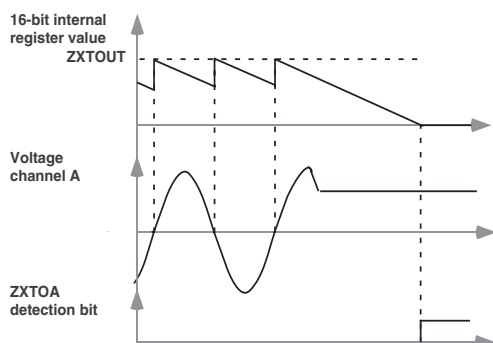 16-bit internal
register value
ZXTOUT
Voltage
channel A
ZXTOA
detection bit